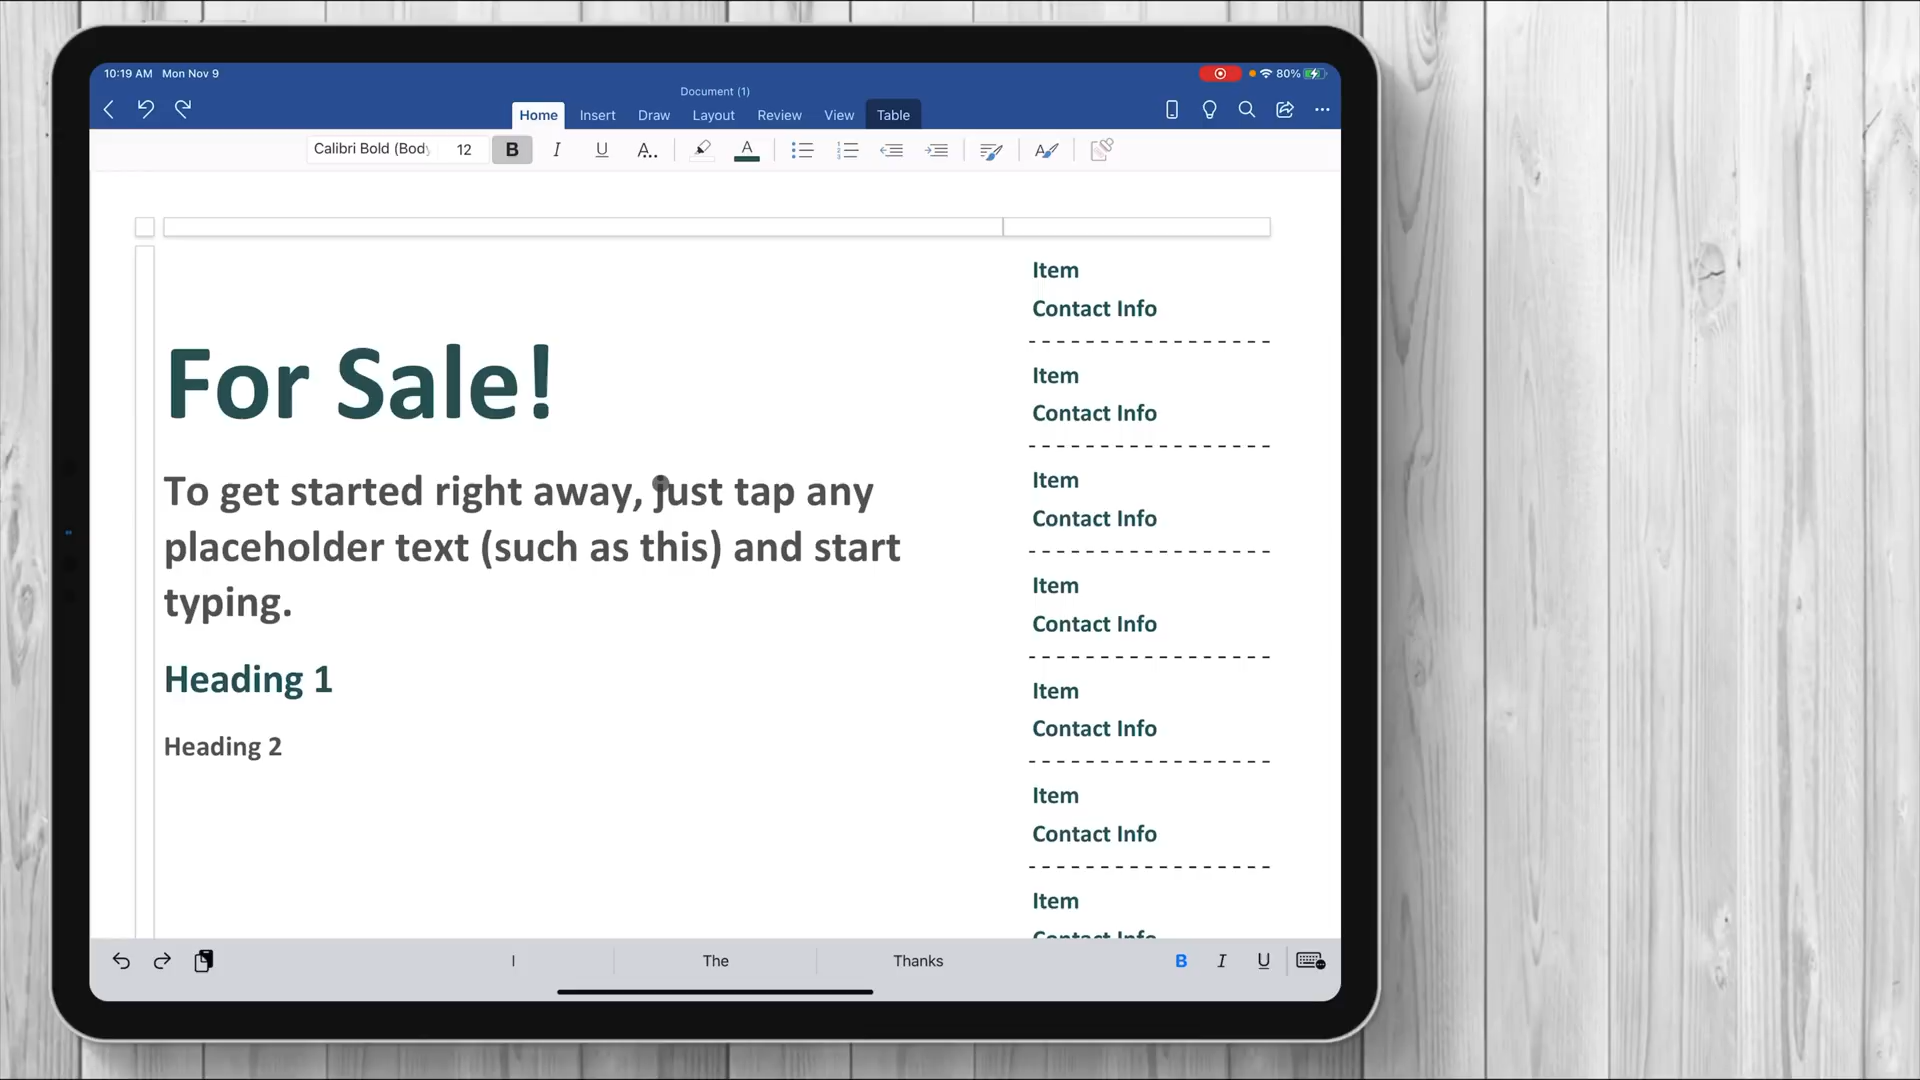 10:19 AM Mon Nov 9
80%
Document (1)
Home Insert Draw Layout Review View Table
Calibri Bold (Body 12 B I U A..
A
For Sale!
To get started right away, just tap any
placeholder text (such as this) and start
typing.
Heading 1
Heading 2
Item
Contact Info
Item
Contact Info
Item
Contact Info
Item
Contact Info
Item
Contact Info
Item
Contact Info
Item
Contact Info
I The Thanks
B I U